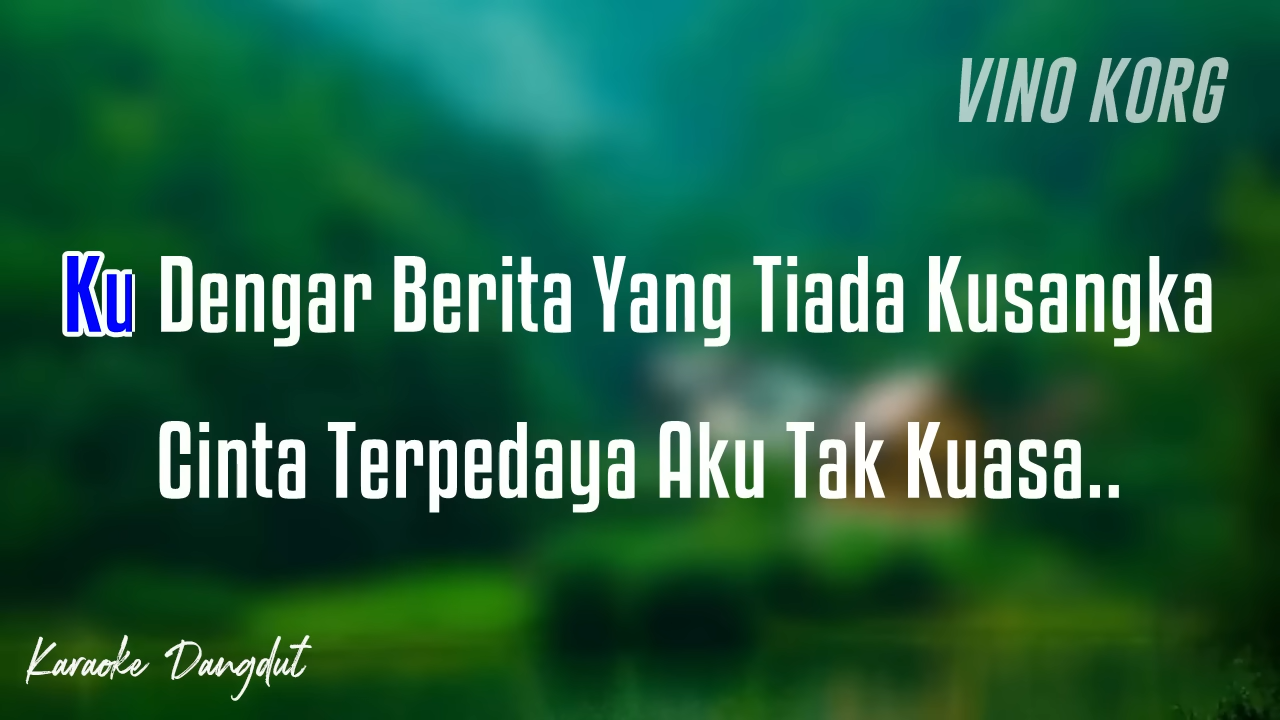 VINO KORG
Ku Dengar Berita Yang Tiada Kusangka
Cinta Terpedaya Aku Tak Kuasa..
Karaoke Dangdut